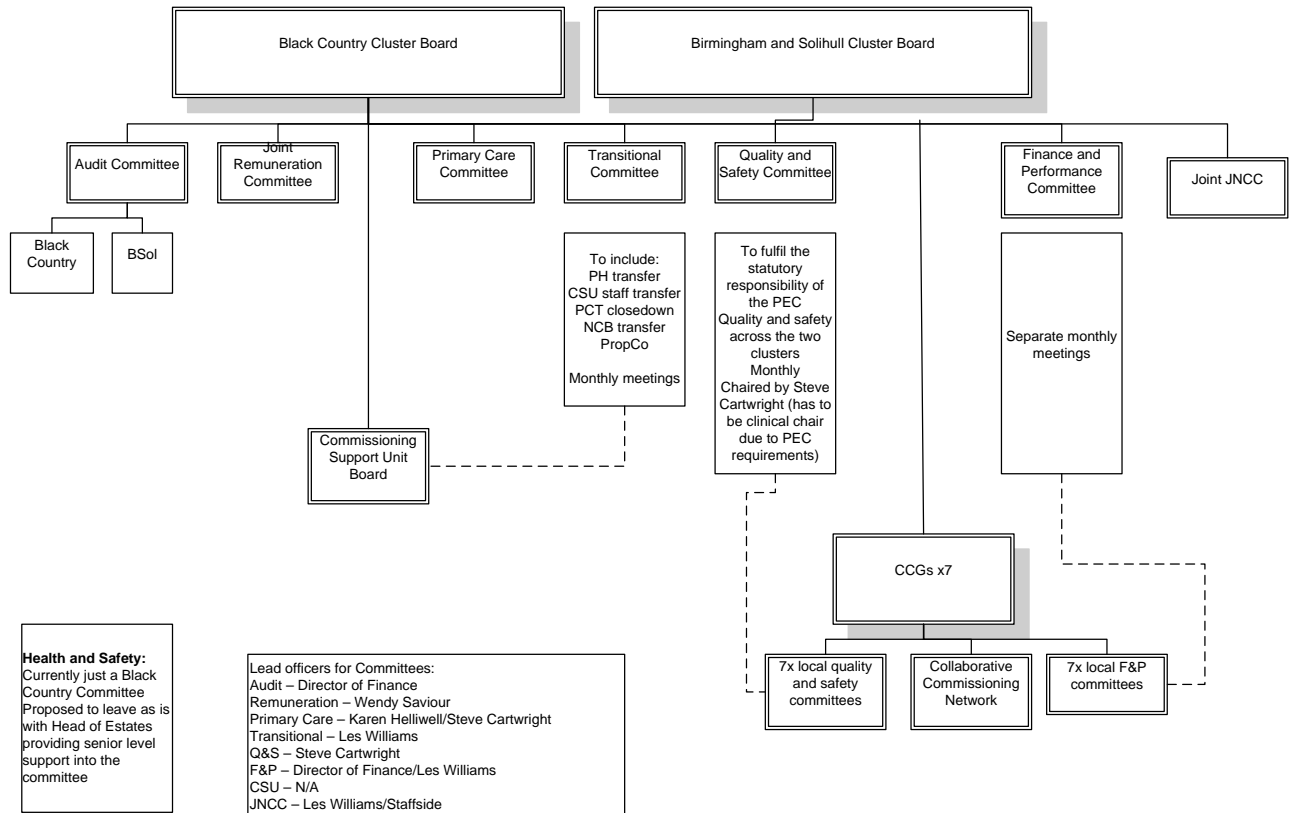 Black Country Cluster Board
Birmingham and Solihull Cluster Board
Audit Committee
Joint
Remuneration
Committee
Primary Care
Committee
Transitional
Committee
Quality and
Safety Committee
Finance and
Performance
Committee
Joint JNCC
Black
Country
BSol
To include:
PH transfer
CSU staff transfer
PCT closedown
NCB transfer
PropCo
Monthly meetings
To fulfil the
statutory
responsibility of
the PEC
Quality and safety
across the two
clusters
Monthly
Chaired by Steve
Cartwright (has to
be clinical chair
due to PEC
requirements)
Separate monthly
meetings
Commissioning
Support Unit
Board
CCGs x7
7x local quality
and safety
committees
Collaborative
Commissioning
Network
7x local F&P
committees
Health and Safety:
Currently just a Black
Country Committee
Proposed to leave as is
with Head of Estates
providing senior level
support into the
committee
Lead officers for Committees:
Audit – Director of Finance
Remuneration – Wendy Saviour
Primary Care – Karen Helliwell/Steve Cartwright
Transitional – Les Williams
Q&S – Steve Cartwright
F&P – Director of Finance/Les Williams
CSU – N/A
JNCC – Les Williams/Staffside